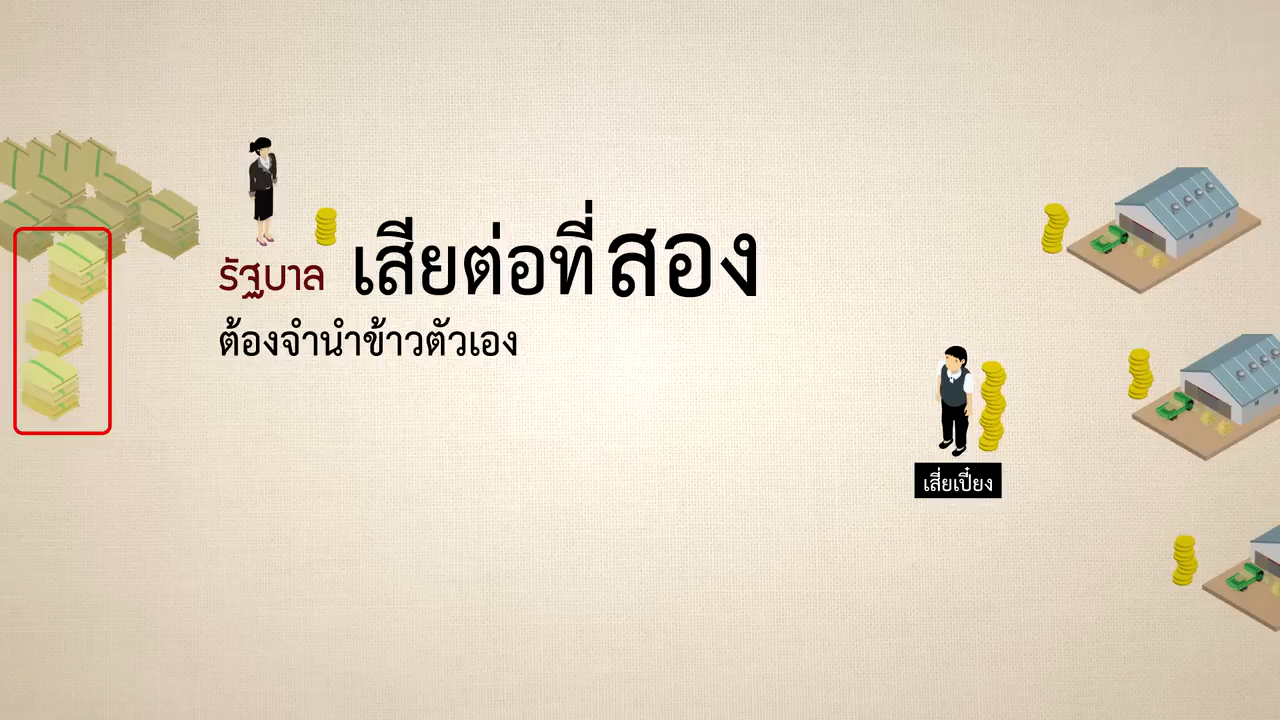 รัฐบาล เสียต่อที่สอง
ต้องจำนำข้าวตัวเอง
เสี่ยเปี๋ยง